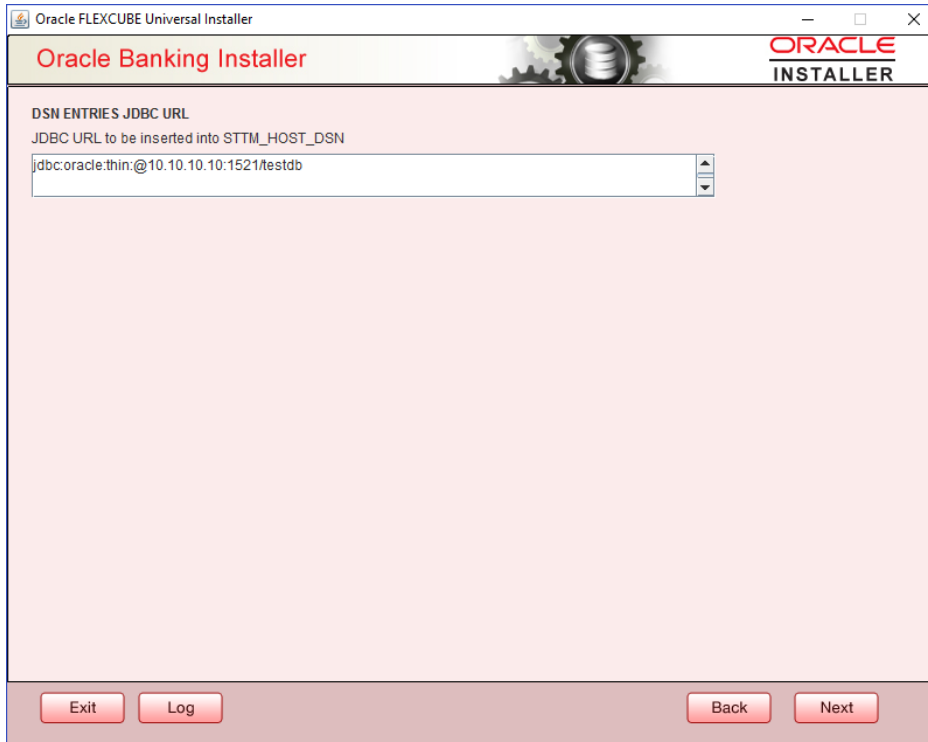 Oracle FLEXCUBE Universal Installer
Oracle Banking Installer
ORACLE
INSTALLER
DSN ENTRIES JDBC URL
JDBC URL to be inserted into STTM_HOST_DSN
jdbc:oracle:thin:@10.10.10.10:1521/testdb
Exit Log Back Next